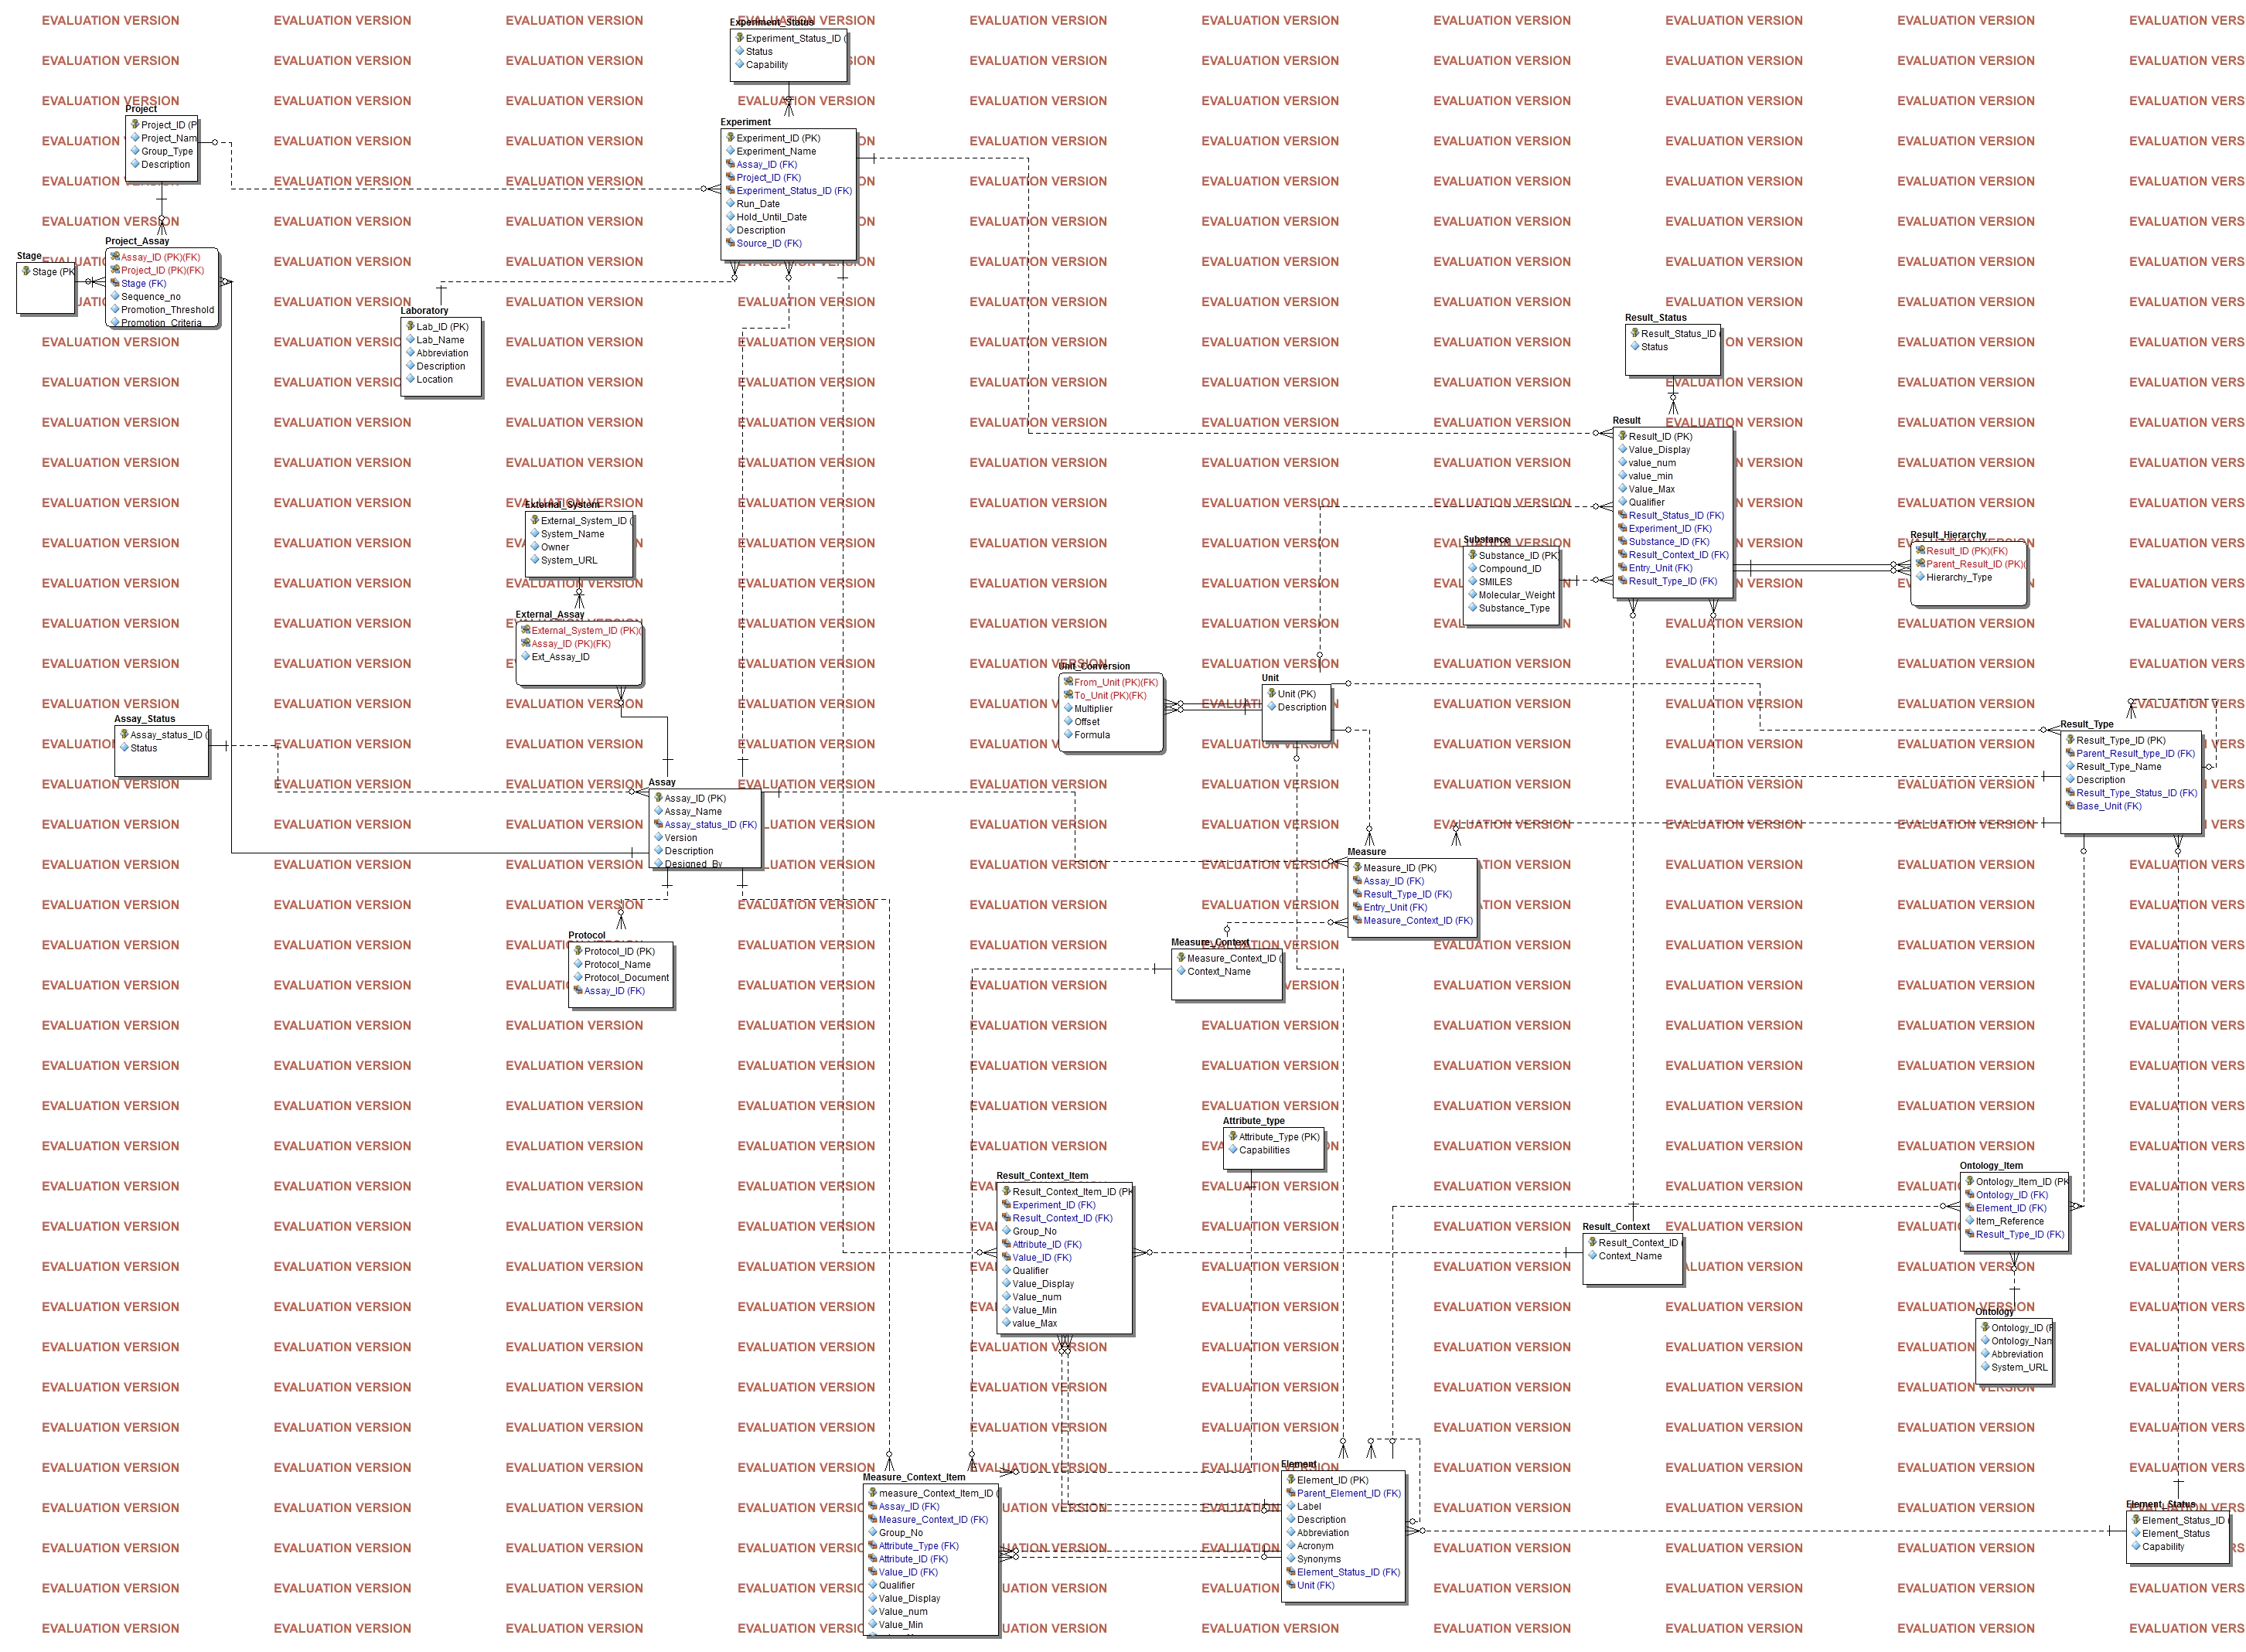 EVALUATION VERSION
Experiment_Status
Experiment_Status_ID (
Status
Capability
Project
Project_ID (P
Project_Nam
Group_Type
Description
Experiment
Experiment_ID (PK)
Experiment_Name
Assay_ID (FK)
Project_ID (FK)
Experiment_Status_ID (FK)
Run_Date
Hold_Until_Date
Description
Source_ID (FK)
Stage
Stage (PK
Project_Assay
Assay_ID (PK)(FK)
Project_ID (PK)(FK)
Stage (FK)
Sequence_no
Promotion_Threshold
Promotion_Criteria
Laboratory
Lab_ID (PK)
Lab_Name
Abbreviation
Description
Location
Result_Status
Result_Status_ID (
Status
Result
Result_ID (PK)
Value_Display
value_num
value_min
Value_Max
Qualifier
Result_Status_ID (FK)
Experiment_ID (FK)
Substance_ID (FK)
Result_Context_ID (FK)
Entry_Unit (FK)
Result_Type_ID (FK)
External_System
External_System_ID (
System_Name
Owner
System_URL
Substance
Substance_ID (PK
Compound_ID
SMILES
Molecular_Weight
Substance_Type
Result_Hierarchy
Result_ID (PK)(FK)
Parent_Result_ID (PK)(
Hierarchy_Type
External_Assay
External_System_ID (PK)(
Assay_ID (PK)(FK)
Ext_Assay_ID
Unit_Conversion
From_Unit (PK)(FK)
To_Unit (PK)(FK)
Multiplier
Offset
Formula
Unit
Unit (PK)
Description
Assay_Status
Assay_status_ID (
Status
Result_Type
Result_Type_ID (PK)
Parent_Result_type_ID (FK)
Result_Type_Name
Description
Result_Type_Status_ID (FK)
Base_Unit (FK)
Assay
Assay_ID (PK)
Assay_Name
Assay_status_ID (FK)
Version
Description
Designed_By
Measure
Measure_ID (PK)
Assay_ID (FK)
Result_Type_ID (FK)
Entry_Unit (FK)
Measure_Context_ID (FK)
Protocol
Protocol_ID (PK)
Protocol_Name
Protocol_Document
Assay_ID (FK)
Measure_Context
Measure_Context_ID (
Context_Name
Attribute_type
Attribute_Type (PK)
Capabilities
Result_Context_Item
Result_Context_Item_ID (PK
Experiment_ID (FK)
Result_Context_ID (FK)
Group_No
Attribute_ID (FK)
Value_ID (FK)
Qualifier
Value_Display
Value_num
Value_Min
value_Max
Ontology_Item
Ontology_Item_ID (PK
Ontology_ID (FK)
Element_ID (FK)
Item_Reference
Result_Type_ID (FK)
Result_Context
Result_Context_ID (
Context_Name
Ontology
Ontology_ID (F
Ontology_Nam
Abbreviation
System_URL
Measure_Context_Item
measure_Context_Item_ID (
Assay_ID (FK)
Measure_Context_ID (FK)
Group_No
Attribute_Type (FK)
Attribute_ID (FK)
Value_ID (FK)
Qualifier
Value_Display
Value_num
Value_Min
Element
Element_ID (PK)
Parent_Element_ID (FK)
Label
Description
Abbreviation
Acronym
Synonyms
Element_Status_ID (FK)
Unit (FK)
Element_Status
Element_Status_ID (
Element_Status
Capability